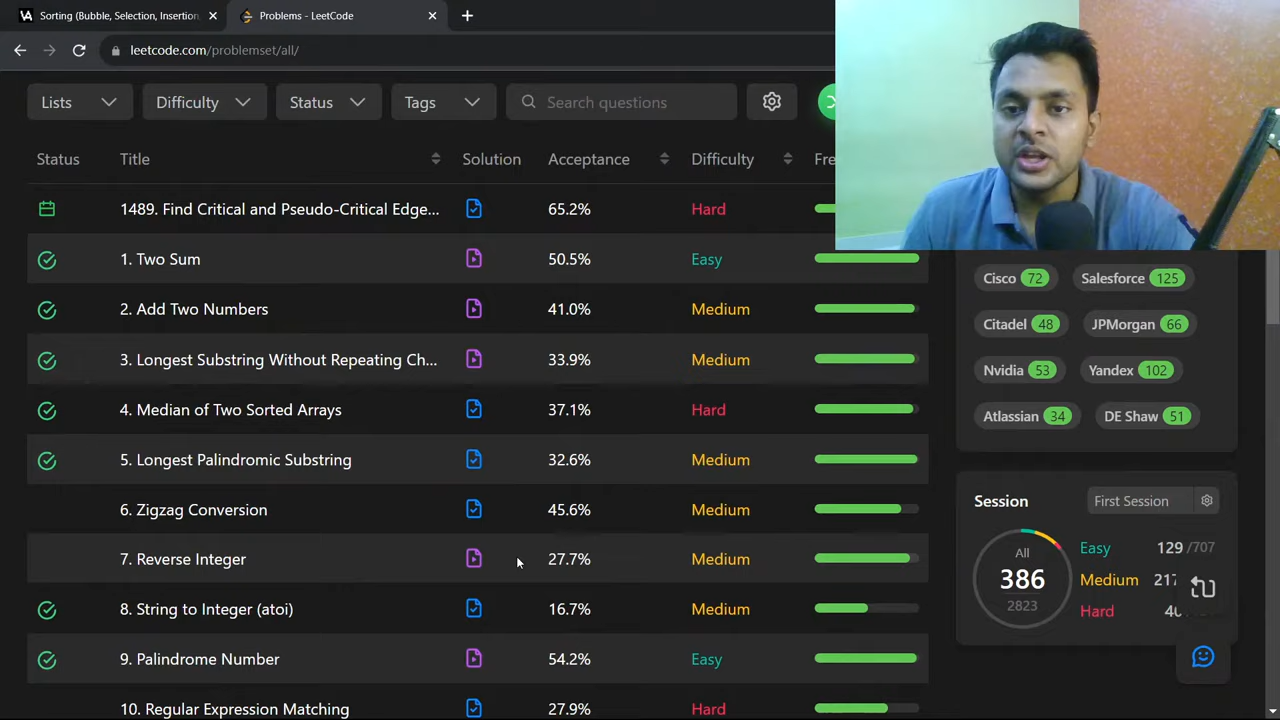 Sorting (Bubble, Selection, Insertion,
Problems - LeetCode
leetcode.com/problemset/all/
Lists Difficulty Status Tags Search questions
Status Title Solution Acceptance Difficulty Fre
1489. Find Critical and Pseudo-Critical Edge... 65.2% Hard
1. Two Sum 50.5% Easy
2. Add Two Numbers 41.0% Medium
3. Longest Substring Without Repeating Ch... 33.9% Medium
4. Median of Two Sorted Arrays 37.1% Hard
5. Longest Palindromic Substring 32.6% Medium
6. Zigzag Conversion 45.6% Medium
7. Reverse Integer 27.7% Medium
8. String to Integer (atoi) 16.7% Medium
9. Palindrome Number 54.2% Easy
10. Regular Expression Matching 27.9% Hard
Cisco 72 Salesforce 125
Citadel 48 JPMorgan 66
Nvidia 53 Yandex 102
Atlassian 34 DE Shaw 51
Session First Session
All
386
2823
Easy 129 /707
Medium 217
Hard